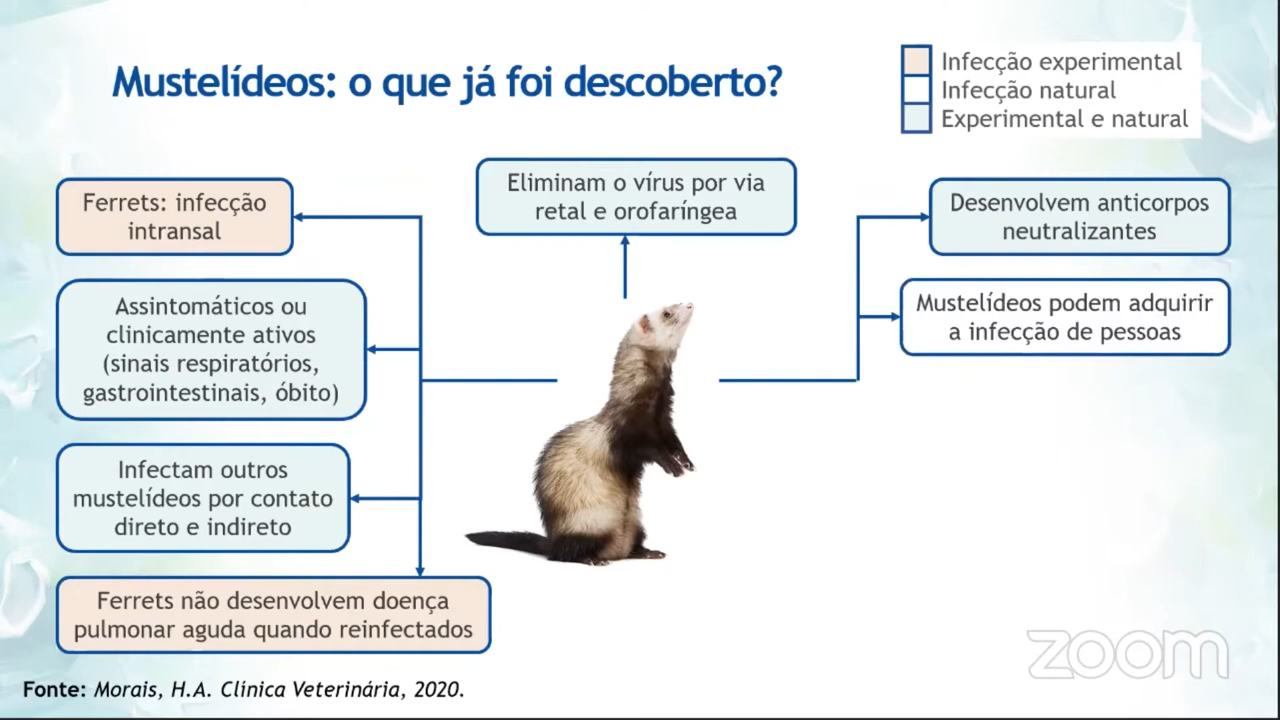 Mustelídeos: o que já foi descoberto?
Infecção experimental
Infecção natural
Experimental e natural
Ferrets: infecção
intransal
Assintomáticos ou
clinicamente ativos
(sinais respiratórios,
gastrointestinais, óbito)
Infectam outros
mustelídeos por contato
direto e indireto
Ferrets não desenvolvem doença
pulmonar aguda quando reinfectados
Eliminam o vírus por via
retal e orofaríngea
Desenvolvem anticorpos
neutralizantes
Mustelídeos podem adquirir
a infecção de pessoas
Fonte: Morais, H.A. Clínica Veterinária, 2020.
zoom